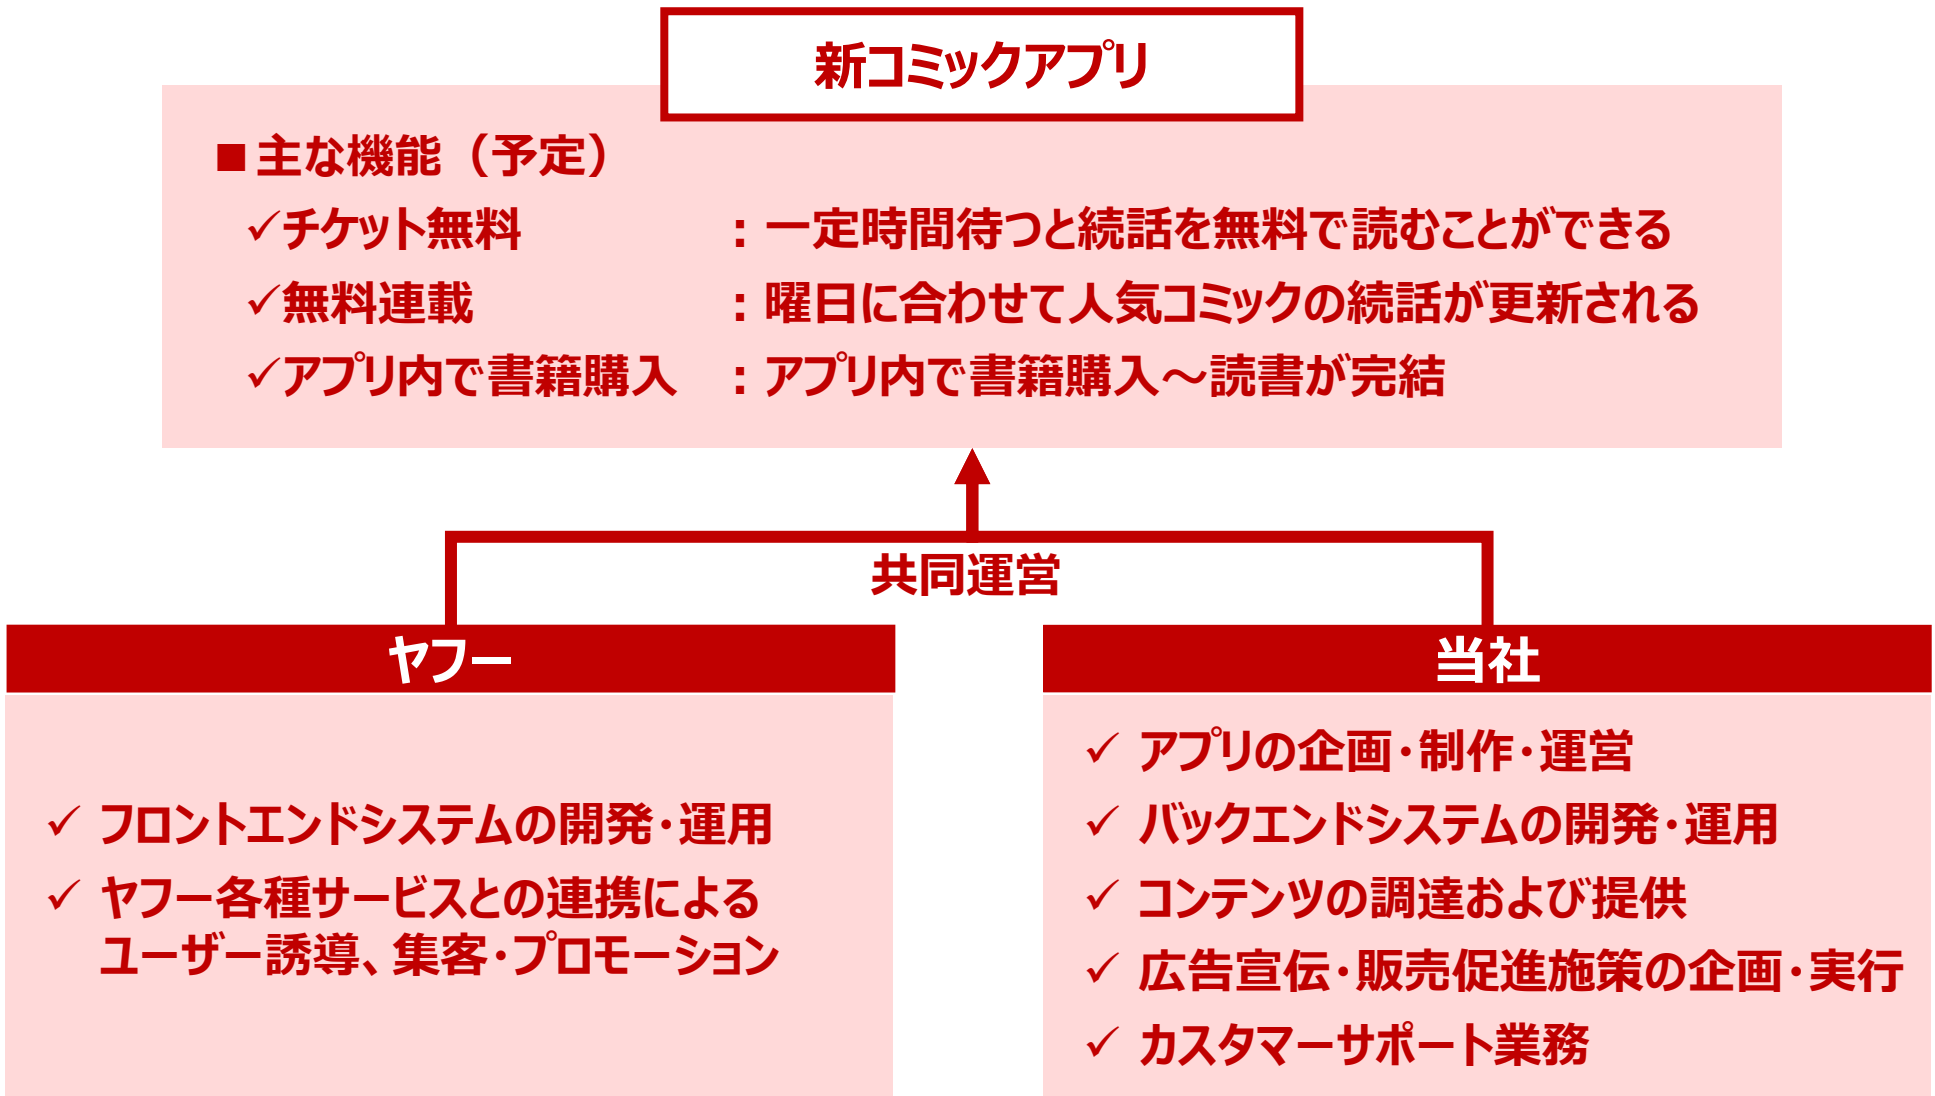 新コミックアプリ
■主な機能（予定）
✓チケット無料 ：一定時間待つと続話を無料で読むことができる
✓無料連載 ：曜日に合わせて人気コミックの続話が更新される
✓アプリ内で書籍購入 ：アプリ内で書籍購入～読書が完結
共同運営
ヤフー
✓ フロントエンドシステムの開発・運用
✓ ヤフー各種サービスとの連携による
ユーザー誘導、集客・プロモーション
当社
✓ アプリの企画・制作・運営
✓ バックエンドシステムの開発・運用
✓ コンテンツの調達および提供
✓ 広告宣伝・販売促進施策の企画・実行
✓ カスタマーサポート業務